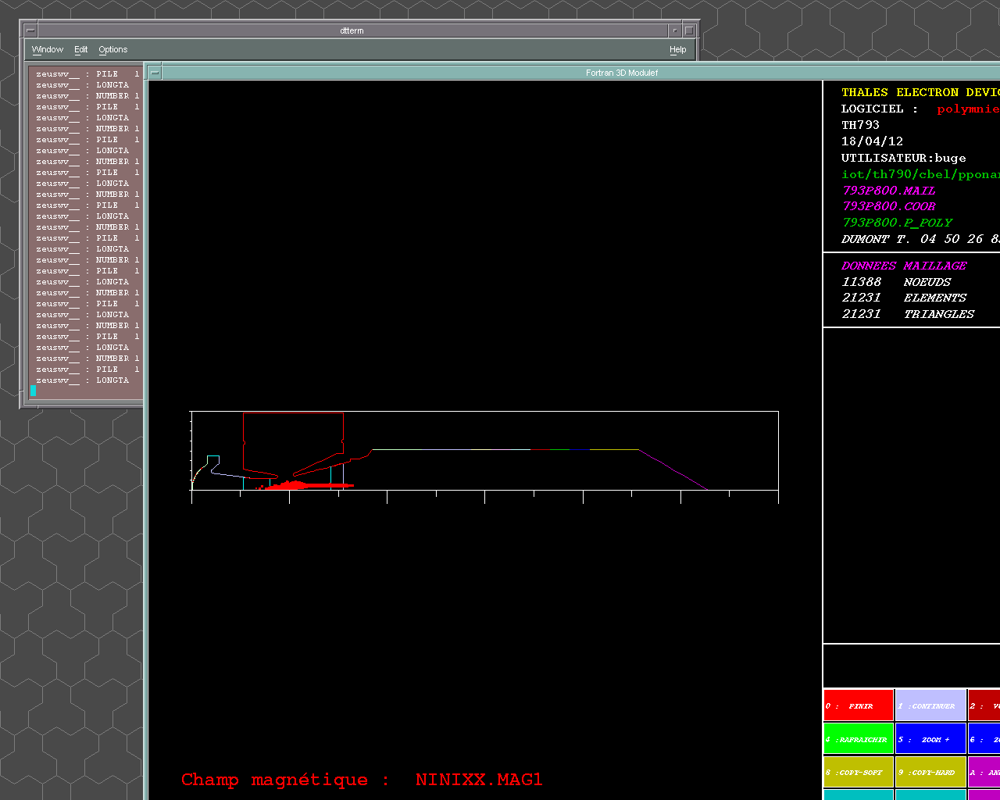 dtterm
Window Edit Options Help
zeuswv__ : PILE 1
zeuswv__ : LONGTA
zeuswv__ : NUMBER 1
zeuswv__ : PILE 1
zeuswv__ : LONGTA
zeuswv__ : NUMBER 1
zeuswv__ : PILE 1
zeuswv__ : LONGTA
zeuswv__ : NUMBER 1
zeuswv__ : PILE 1
zeuswv__ : LONGTA
zeuswv__ : NUMBER 1
zeuswv__ : PILE 1
zeuswv__ : LONGTA
zeuswv__ : NUMBER 1
zeuswv__ : PILE 1
zeuswv__ : LONGTA
zeuswv__ : NUMBER 1
zeuswv__ : PILE 1
zeuswv__ : LONGTA
zeuswv__ : NUMBER 1
zeuswv__ : PILE 1
zeuswv__ : LONGTA
zeuswv__ : NUMBER 1
zeuswv__ : PILE 1
zeuswv__ : LONGTA
zeuswv__ : NUMBER 1
zeuswv__ : PILE 1
zeuswv__ : LONGTA
Fortran 3D Modulef
THALES ELECTRON DEVIC
LOGICIEL : polymnie
TH793
18/04/12
UTILISATEUR:buge
iot/th790/cbel/pponar
793P800.MAIL
793P800.COOR
793P800.P_POLY
DUMONT T. 04 50 26 8
DONNEES MAILLAGE
11388 NOEUDS
21231 ELEMENTS
21231 TRIANGLES
0 : FINIR
1 :CONTINUER
2 :
4 :RAFRAICHIR
5 : ZOOM +
6 :
8 :COPY-SOFT
9 :COPY-HARD
A :
Champ magnétique : NINIXX.MAG1